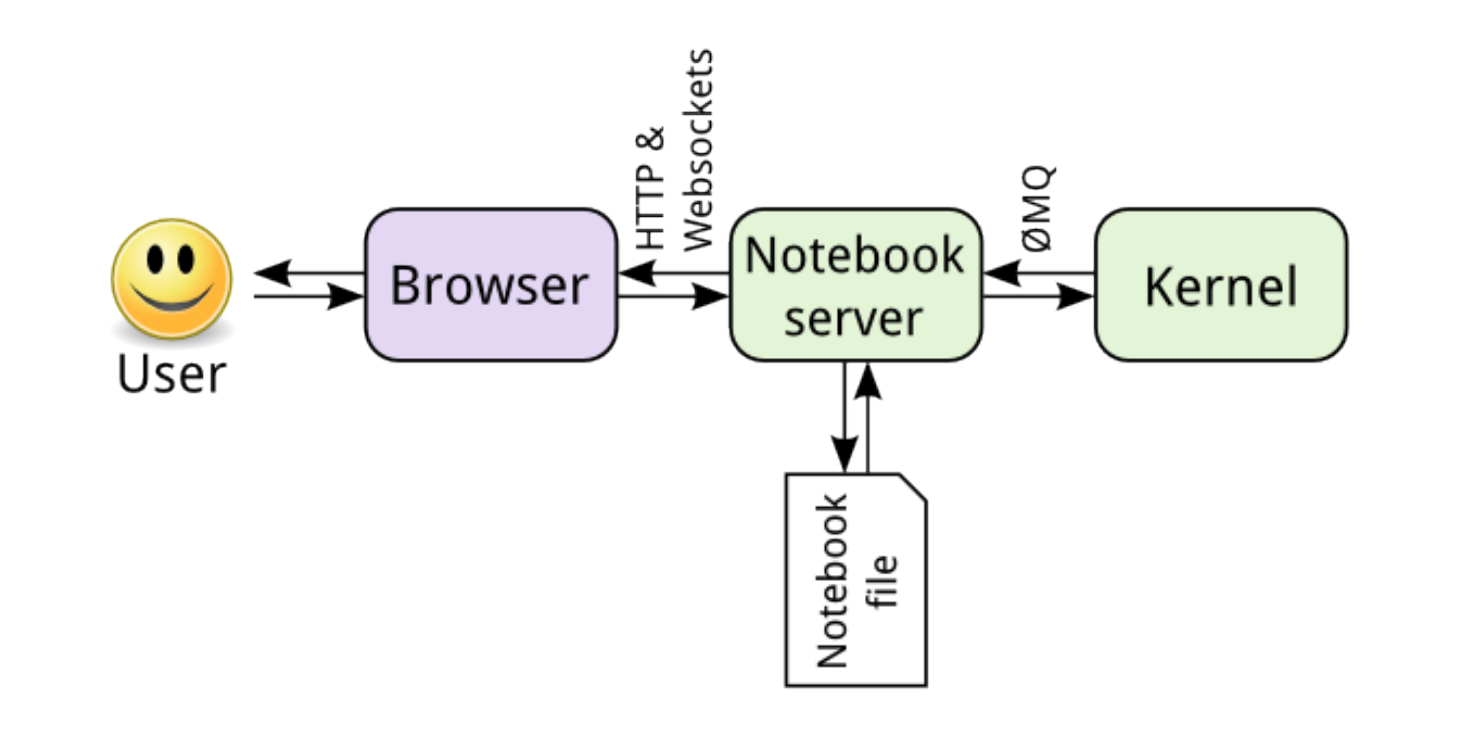 User
Browser
HTTP &
Websockets
Notebook
server
ØMQ
Kernel
Notebook
file